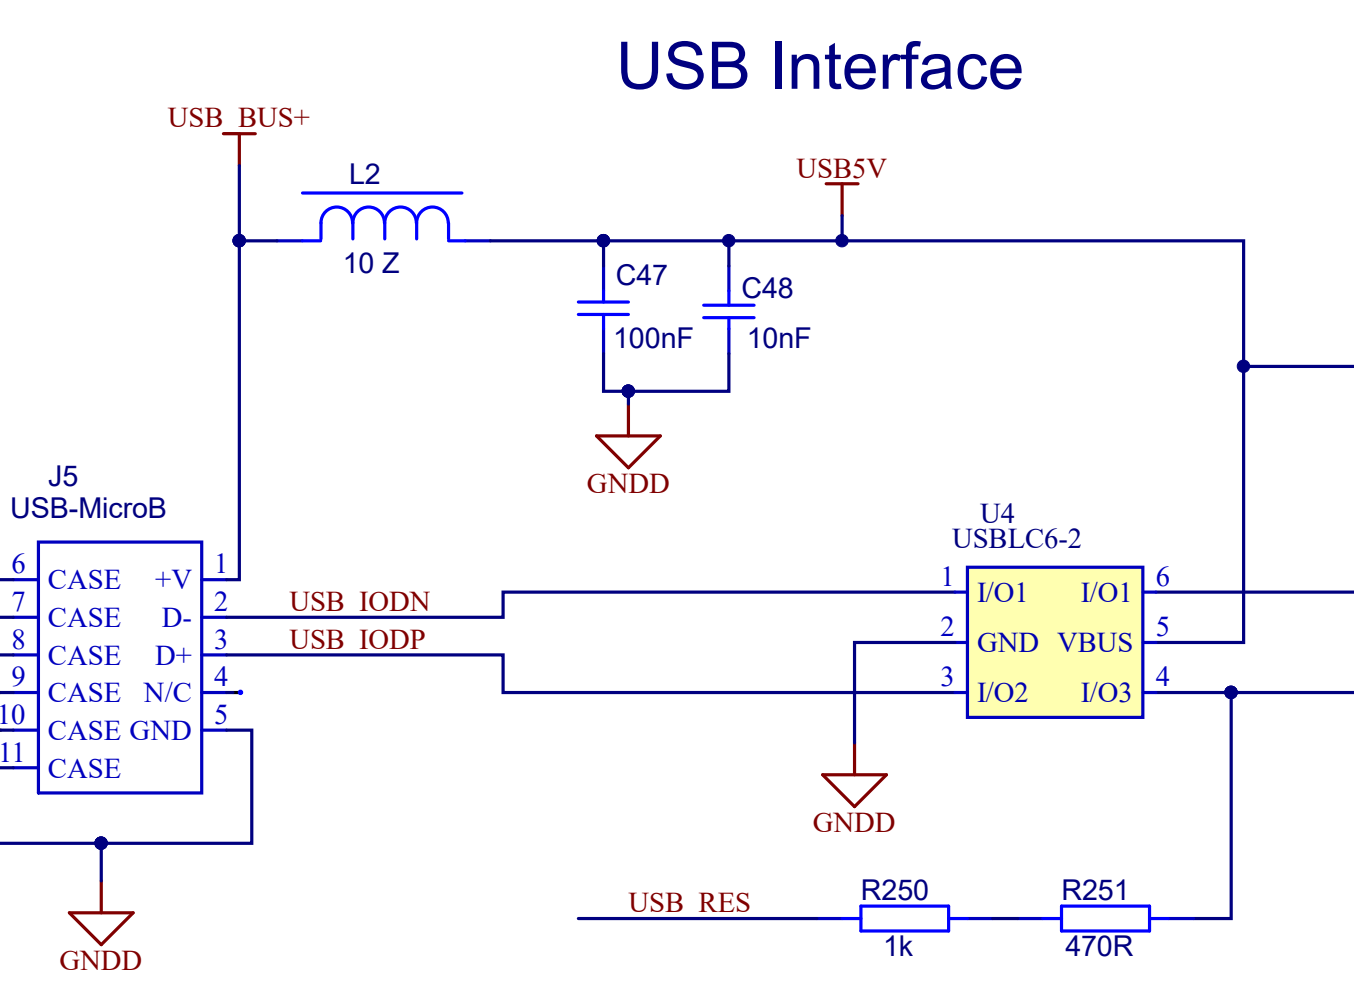 USB Interface
USB_BUS+
L2
10 Z
USB5V
C47
100nF
C48
10nF
GNDD
J5
USB-MicroB
6 CASE +V 1
7 CASE D- 2
8 CASE D+ 3
9 CASE N/C 4
10 CASE GND 5
11 CASE
USB_IODN
USB_IODP
U4
USBLC6-2
1 I/O1 I/O1 6
2 GND VBUS 5
3 I/O2 I/O3 4
GNDD
USB_RES
R250
1k
R251
470R
GNDD